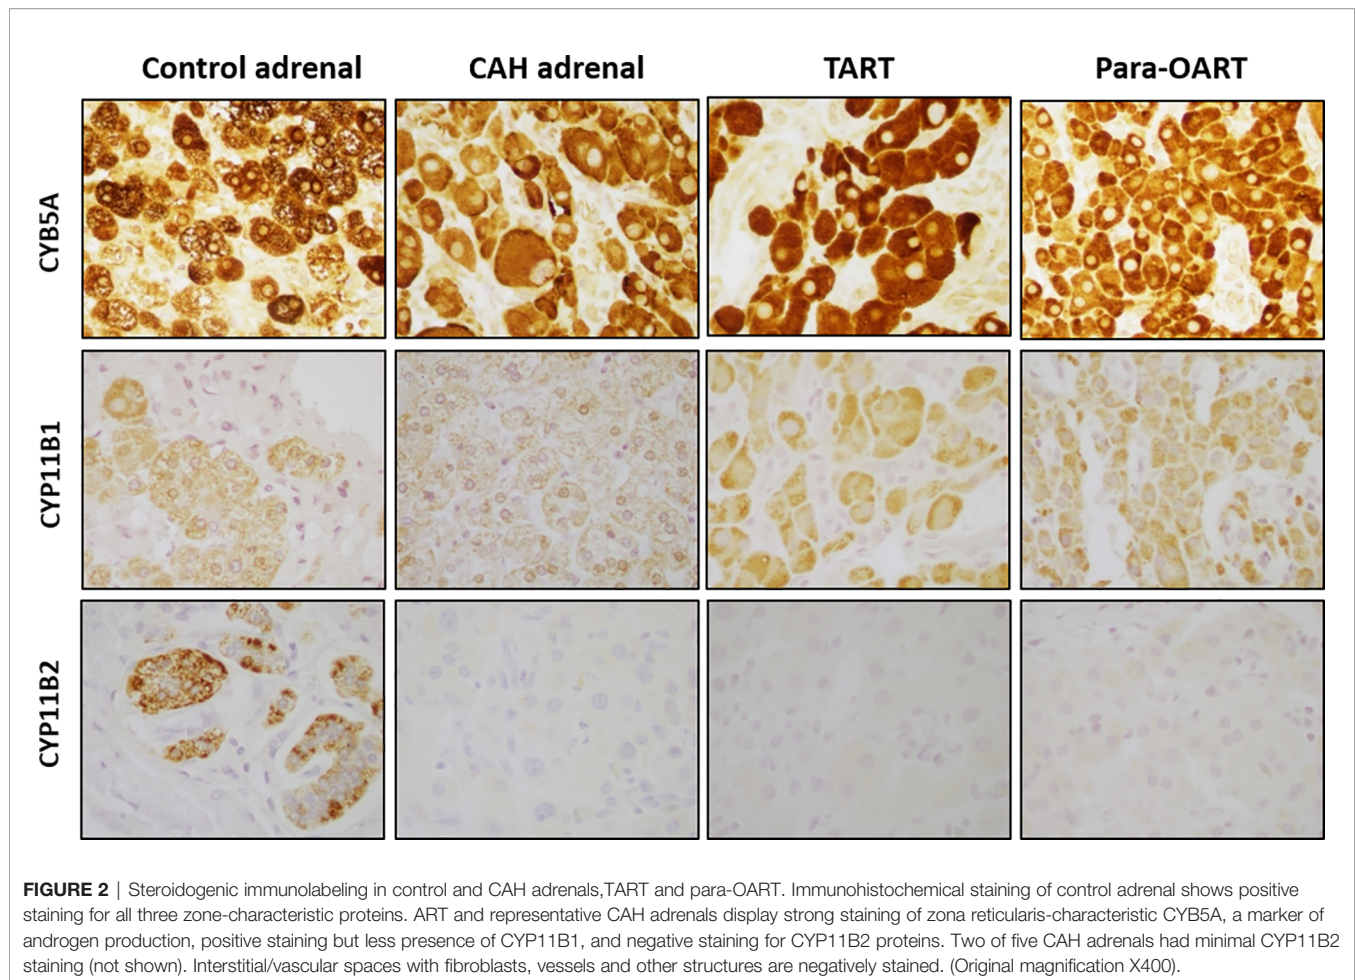 Control adrenal CAH adrenal TART Para-OART
CYB5A
CYP11B1
CYP11B2
FIGURE 2 | Steroidogenic immunolabeling in control and CAH adrenals,TART and para-OART. Immunohistochemical staining of control adrenal shows positive
staining for all three zone-characteristic proteins. ART and representative CAH adrenals display strong staining of zona reticularis-characteristic CYB5A, a marker of
androgen production, positive staining but less presence of CYP11B1, and negative staining for CYP11B2 proteins. Two of five CAH adrenals had minimal CYP11B2
staining (not shown). Interstitial/vascular spaces with fibroblasts, vessels and other structures are negatively stained. (Original magnification X400).